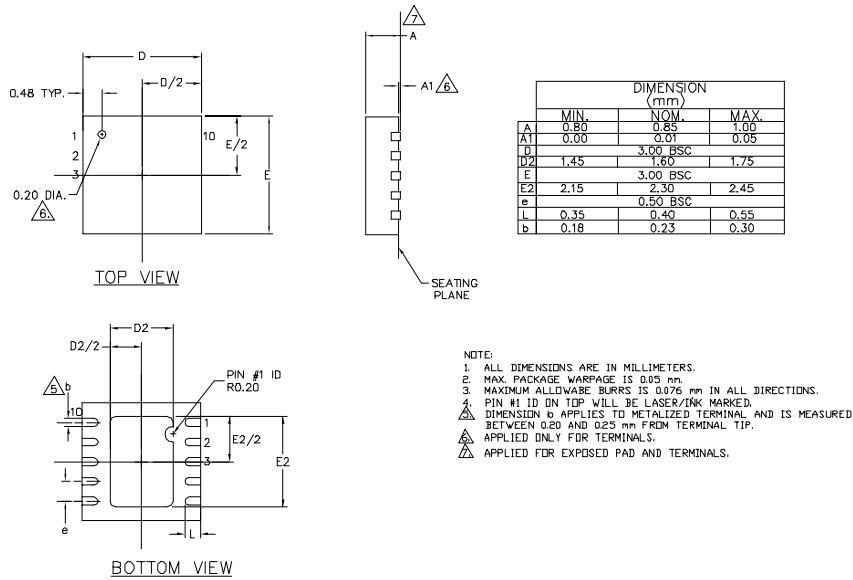 7
D
A
D/2
0.48 TYP.
A1 6
1
10
2
E/2
3
E
0.20 DIA.
6.
TOP VIEW
SEATING
PLANE
DIMENSION
(mm)
MIN. NOM. MAX.
A 0.80 0.85 1.00
A1 0.00 0.01 0.05
D 3.00 BSC
D2 1.45 1.60 1.75
E 3.00 BSC
E2 2.15 2.30 2.45
e 0.50 BSC
L 0.35 0.40 0.55
b 0.18 0.23 0.30
D2
D2/2
PIN #1 ID
R0.20
5 b
10
1
2
E2/2
3
E2
e
L
BOTTOM VIEW
NOTE:
1. ALL DIMENSIONS ARE IN MILLIMETERS.
2. MAX. PACKAGE WARPAGE IS 0.05 mm.
3. MAXIMUM ALLOWABE BURRS IS 0.076 mm IN ALL DIRECTIONS.
4. PIN #1 ID ON TOP WILL BE LASER/INK MARKED.
5 DIMENSION b APPLIES TO METALIZED TERMINAL AND IS MEASURED
BETWEEN 0.20 AND 0.25 mm FROM TERMINAL TIP.
6 APPLIED ONLY FOR TERMINALS.
7 APPLIED FOR EXPOSED PAD AND TERMINALS.